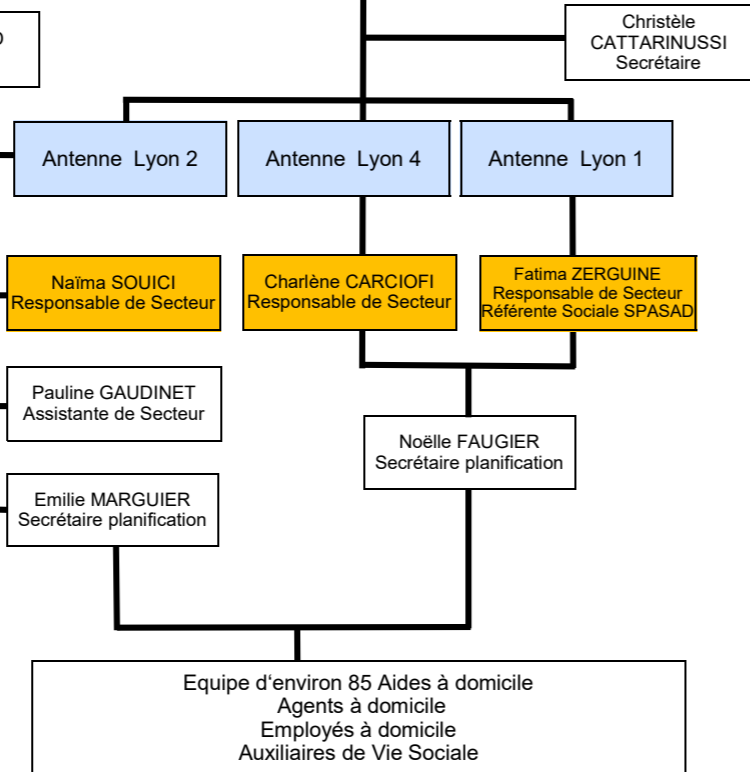 Christèle
CATTARINUSSI
Secrétaire
Antenne Lyon 2
Antenne Lyon 4
Antenne Lyon 1
Naïma SOUICI
Responsable de Secteur
Charlène CARCIOFI
Responsable de Secteur
Fatima ZERGUINE
Responsable de Secteur
Référente Sociale SPASAD
Pauline GAUDINET
Assistante de Secteur
Noëlle FAUGIER
Secrétaire planification
Emilie MARGUIER
Secrétaire planification
Equipe d‘environ 85 Aides à domicile
Agents à domicile
Employés à domicile
Auxiliaires de Vie Sociale